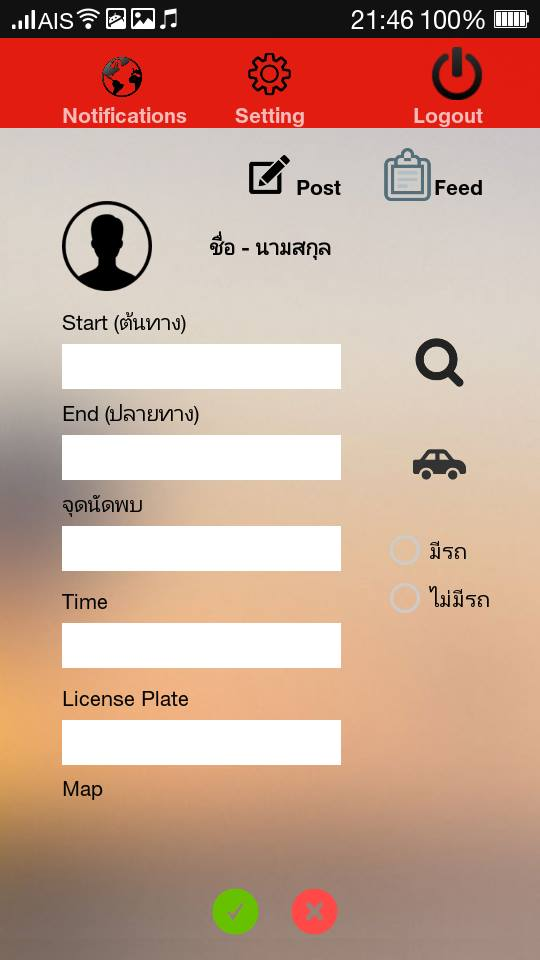 AIS 21:46 100%
Notifications Setting Logout
Post Feed
ชื่อ - นามสกุล
Start (ต้นทาง)
End (ปลายทาง)
จุดนัดพบ
มีรถ
ไม่มีรถ
Time
License Plate
Map